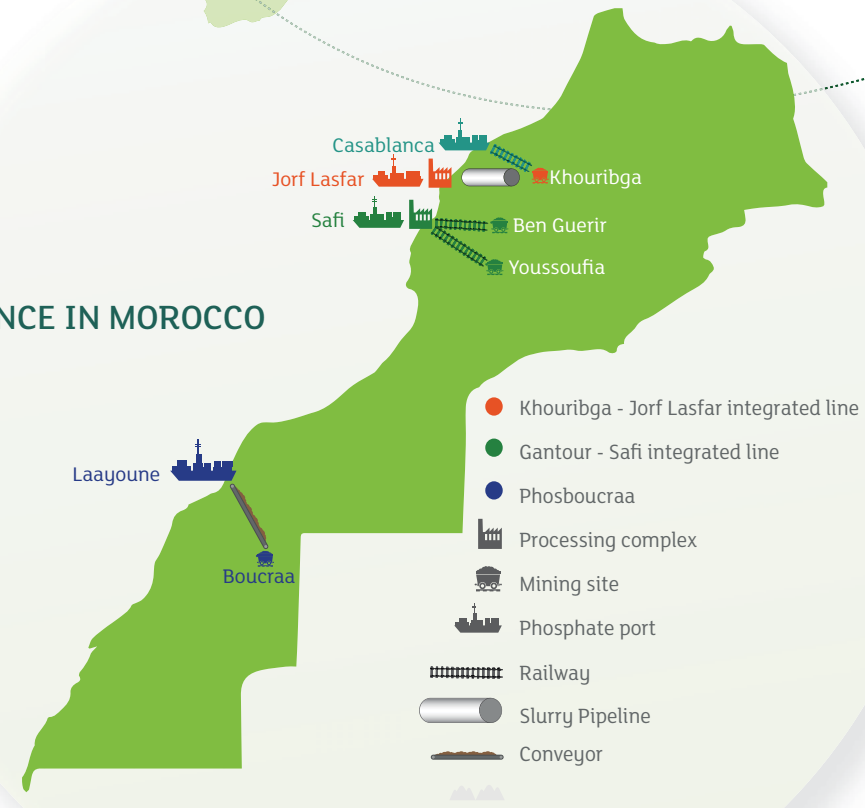 Casablanca
Jorf Lasfar
Khouribga
Safi
Ben Guerir
Youssoufia
NCE IN MOROCCO
Khouribga - Jorf Lasfar integrated line
Gantour - Safi integrated line
Laayoune
Phosboucraa
Processing complex
Boucraa
Mining site
Phosphate port
Railway
Slurry Pipeline
Conveyor